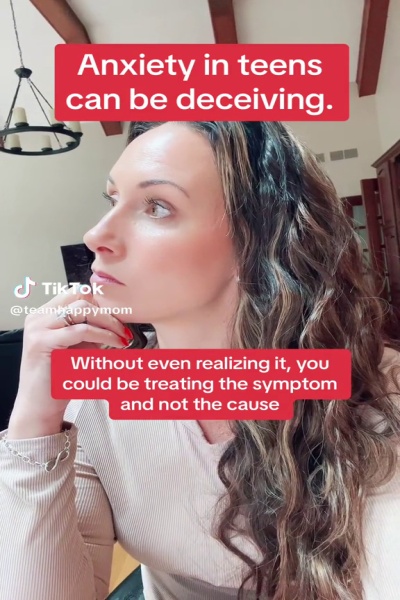 Anxiety in teens
can be deceiving.
TikTok
@teamhappymom
Without even realizing it, you
could be treating the symptom
and not the cause